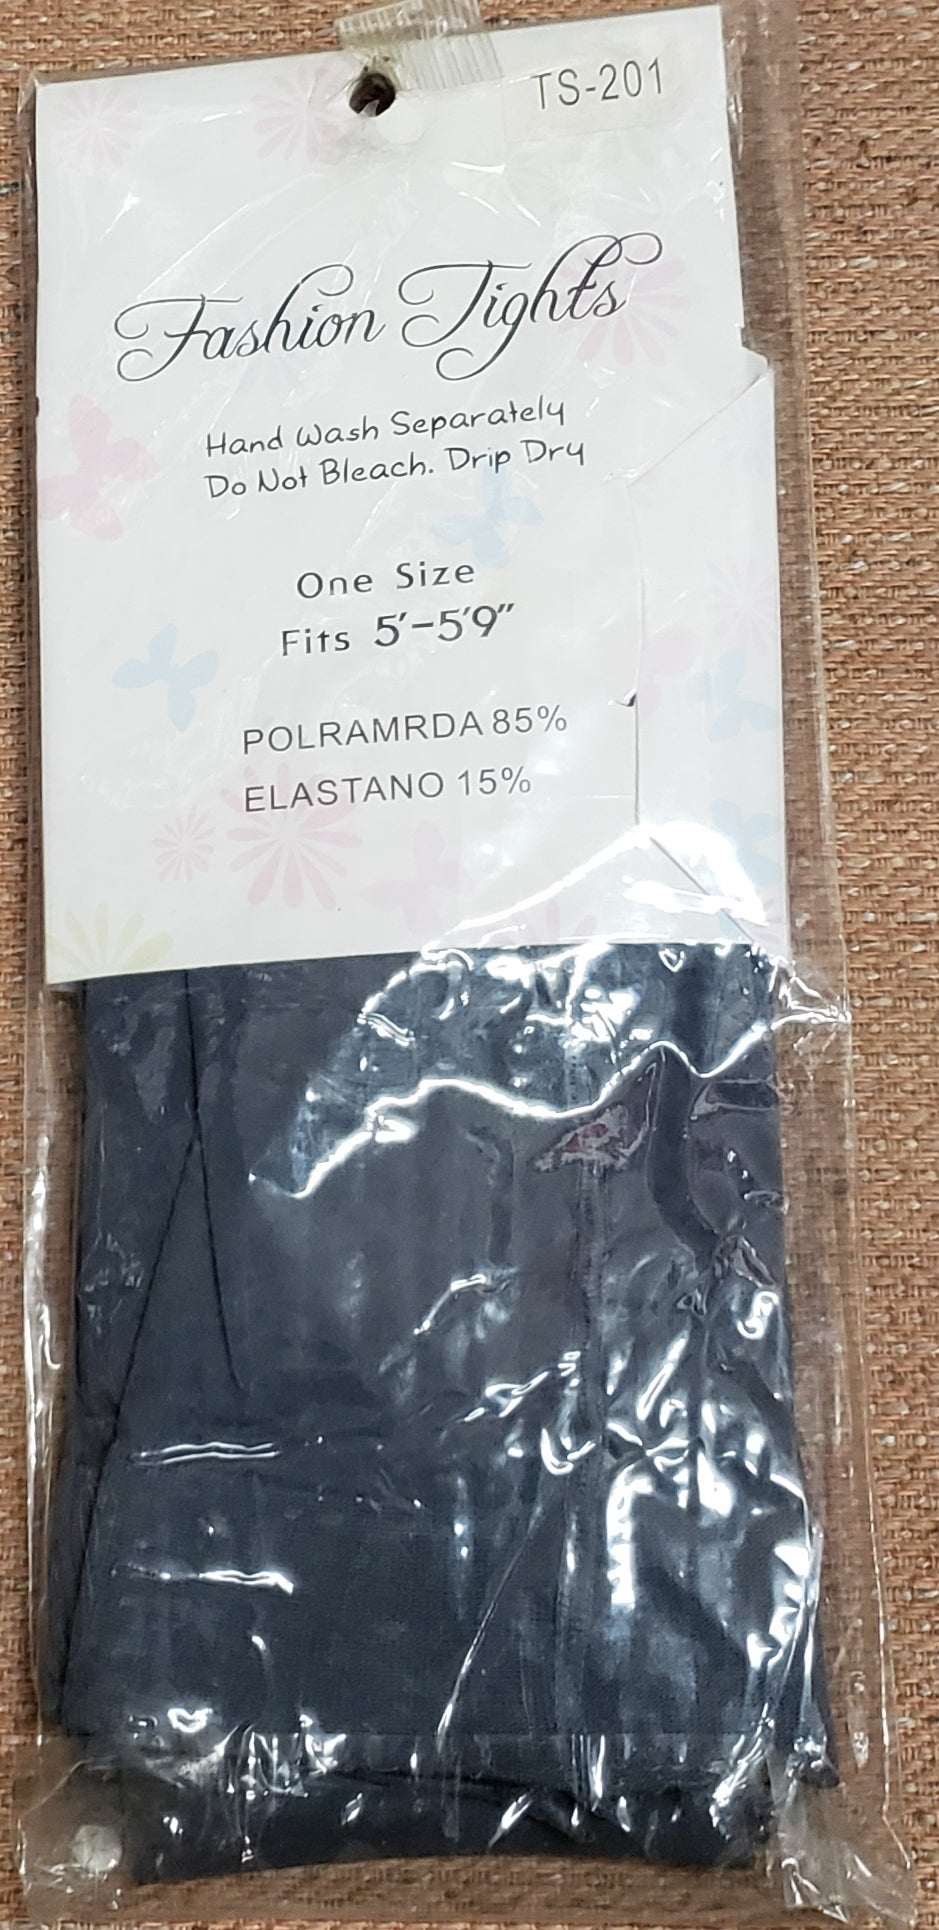 TS-201
Fashion Tights
Hand Wash Separately
Do Not Bleach. Drip Dry
One Size
Fits 5'-5'9"
POLRAMRDA 85%
ELASTANO 15%